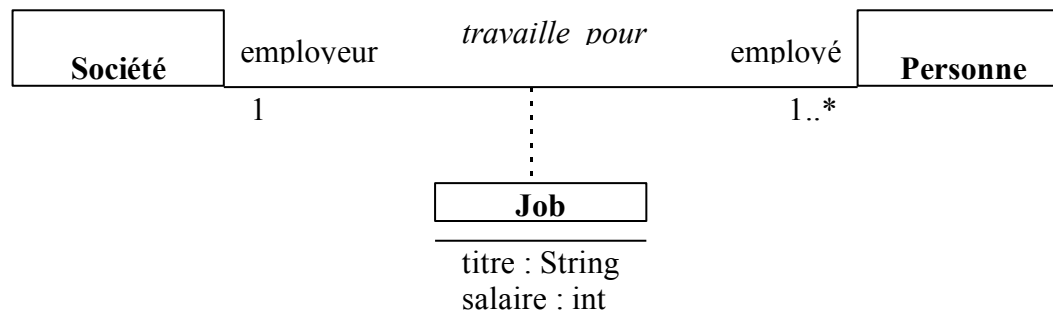 travaille pour
employeur
employé
Société
Personne
1
1..*
Job
titre : String
salaire : int